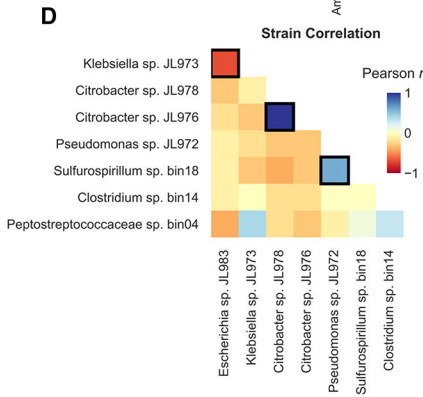 D
Am
Strain Correlation
Pearson r
Klebsiella sp. JL973
Citrobacter sp. JL978
Citrobacter sp. JL976
Pseudomonas sp. JL972
Sulfurospirillum sp. bin18
Clostridium sp. bin14
Peptostreptococcaceae sp. bin04
1
0
−1
Escherichia sp. JL983
Klebsiella sp. JL973
Citrobacter sp. JL978
Citrobacter sp. JL976
Pseudomonas sp. JL972
Sulfurospirillum sp. bin18
Clostridium sp. bin14